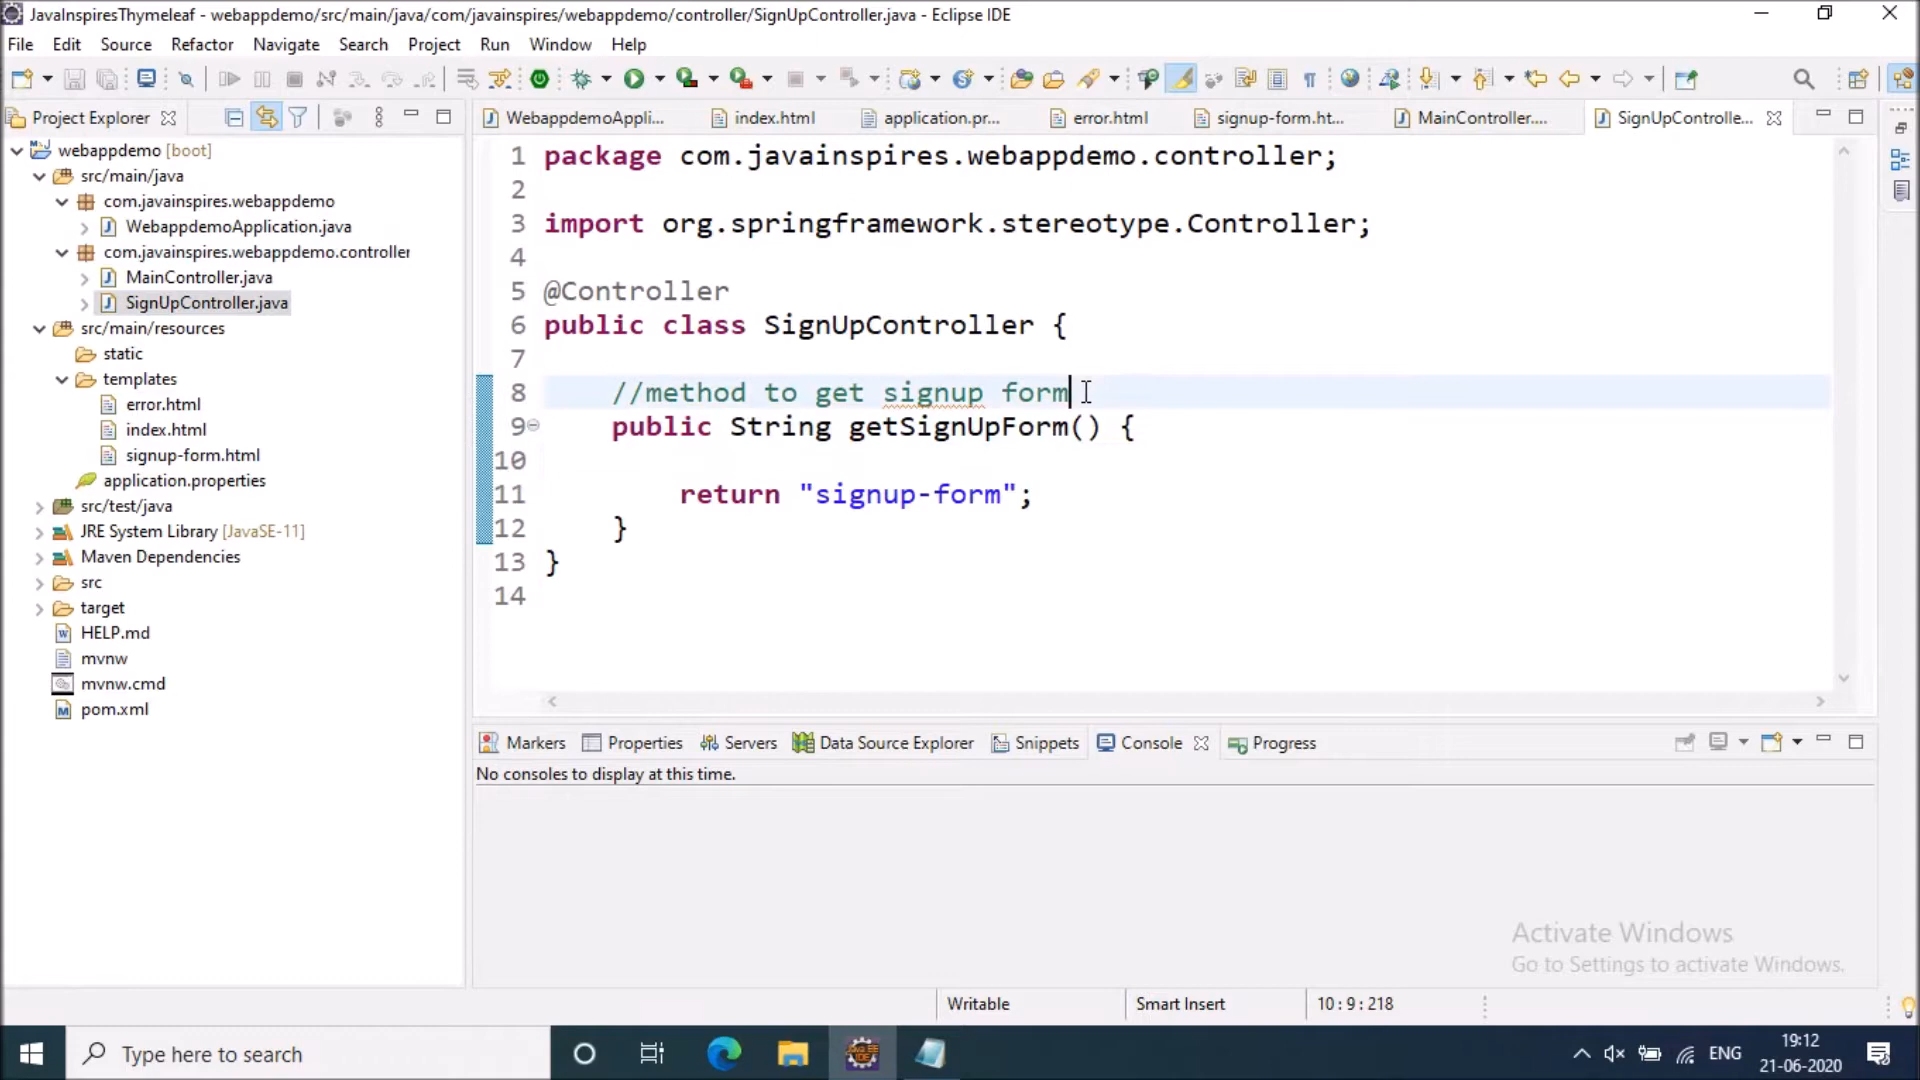 JavaInspiresThymeleaf - webappdemo/src/main/java/com/javainspires/webappdemo/controller/SignUpController.java - Eclipse IDE
File Edit Source Refactor Navigate Search Project Run Window Help
Project Explorer
WebappdemoAppli... index.html application.pr... error.html signup-form.ht... MainController.... SignUpControlle...
webappdemo [boot]
src/main/java
com.javainspires.webappdemo
WebappdemoApplication.java
com.javainspires.webappdemo.controller
MainController.java
SignUpController.java
src/main/resources
static
templates
error.html
index.html
signup-form.html
application.properties
src/test/java
JRE System Library [JavaSE-11]
Maven Dependencies
src
target
HELP.md
mvnw
mvnw.cmd
pom.xml
1 package com.javainspires.webappdemo.controller;
2
3 import org.springframework.stereotype.Controller;
4
5 @Controller
6 public class SignUpController {
7
8 //method to get signup form
9 public String getSignUpForm() {
10
11 return "signup-form";
12 }
13 }
14
Markers Properties Servers Data Source Explorer Snippets Console Progress
No consoles to display at this time.
Activate Windows
Go to Settings to activate Windows.
Writable Smart Insert 10 : 9 : 218
Type here to search
ENG
19:12
21-06-2020